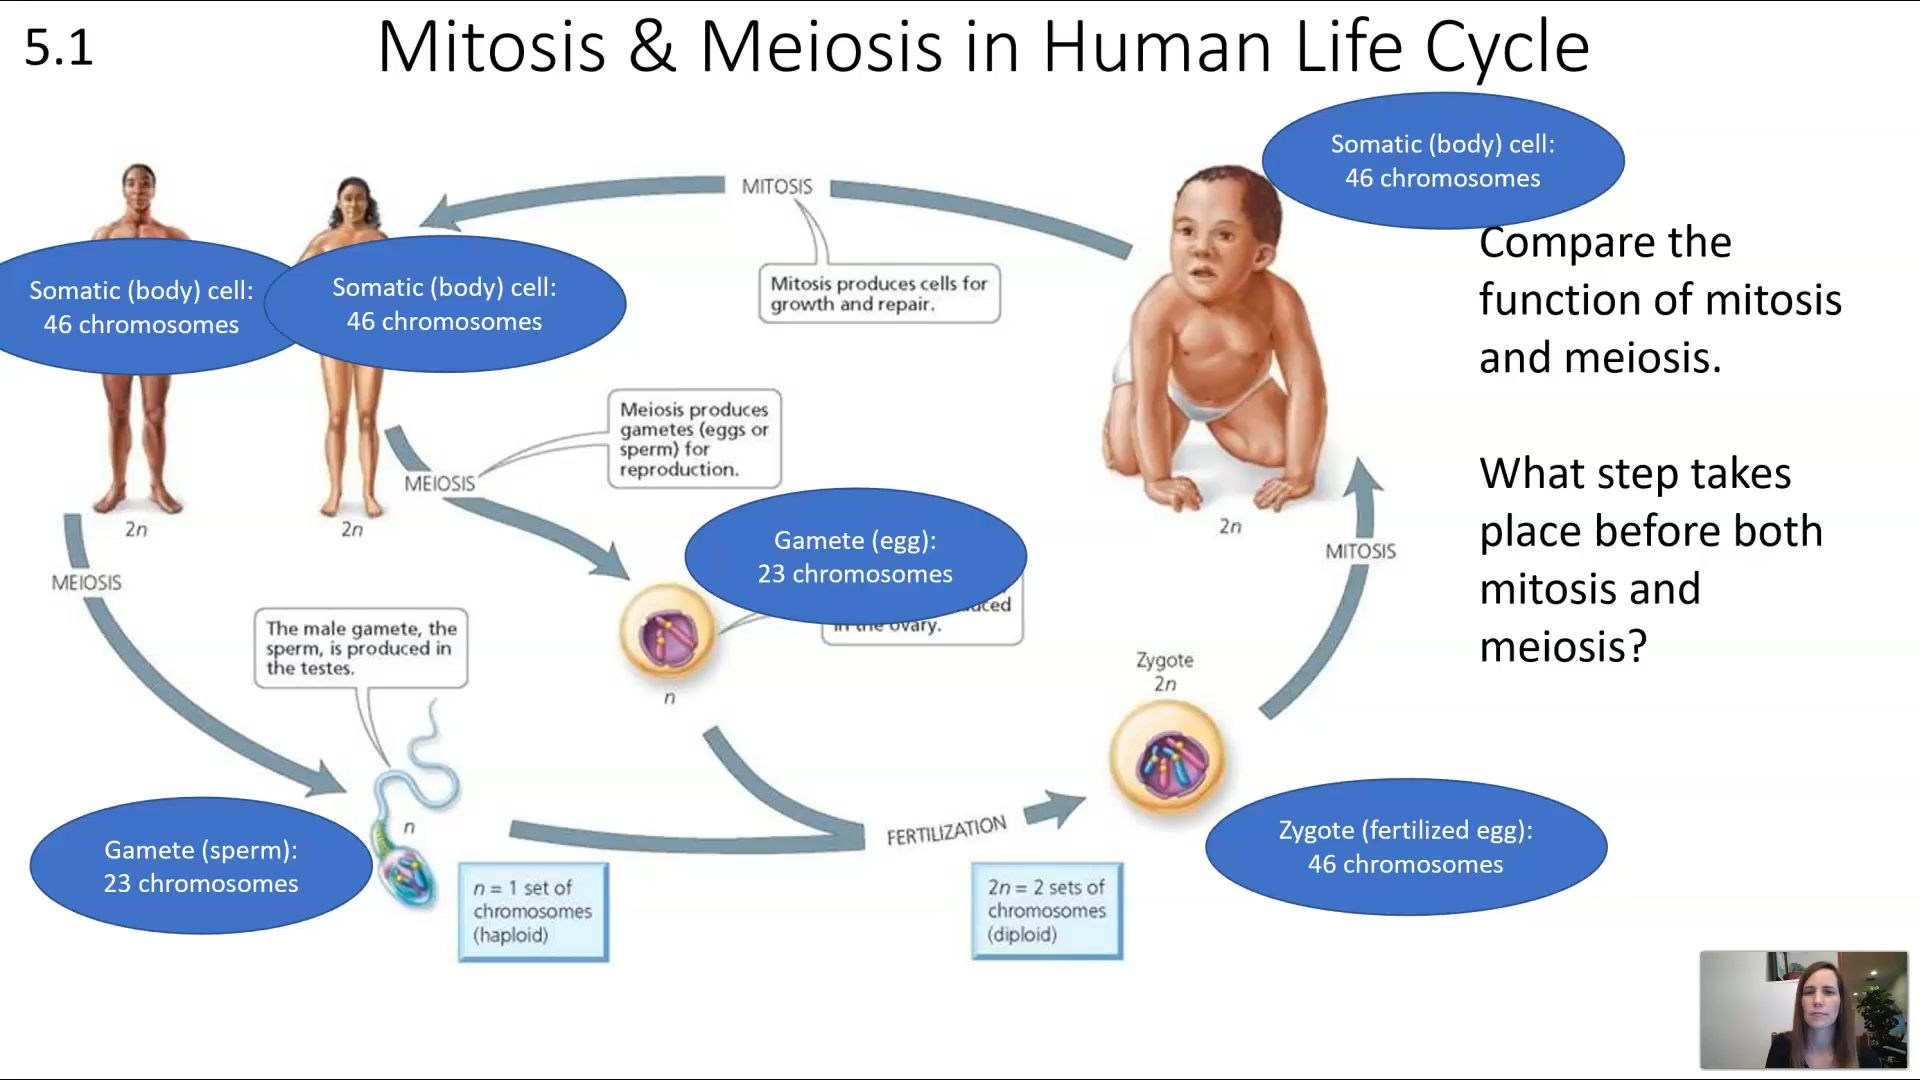 5.1
Mitosis & Meiosis in Human Life Cycle
Somatic (body) cell:
46 chromosomes
MITOSIS
Mitosis produces cells for
growth and repair.
Somatic (body) cell:
46 chromosomes
Somatic (body) cell:
46 chromosomes
Compare the
function of mitosis
and meiosis.
What step takes
place before both
mitosis and
meiosis?
Meiosis produces
gametes (eggs or
sperm) for
reproduction.
MEIOSIS
2n
2n
2n
MITOSIS
Gamete (egg):
23 chromosomes
in the ovary.
MEIOSIS
The male gamete, the
sperm, is produced in
the testes.
n
Zygote
2n
n
FERTILIZATION
Gamete (sperm):
23 chromosomes
Zygote (fertilized egg):
46 chromosomes
n = 1 set of
chromosomes
(haploid)
2n = 2 sets of
chromosomes
(diploid)